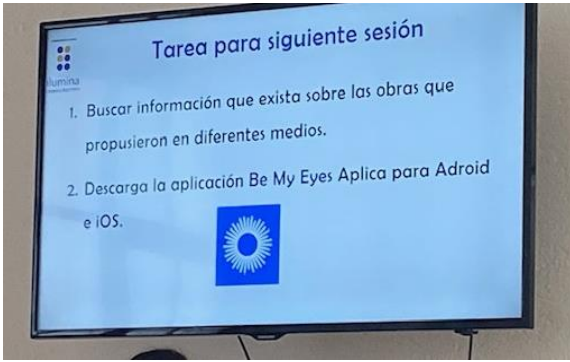 Tarea para siguiente sesión
ilumina
1. Buscar información que exista sobre las obras que
propusieron en diferentes medios.
2. Descarga la aplicación Be My Eyes Aplica para Adroid
e iOS.